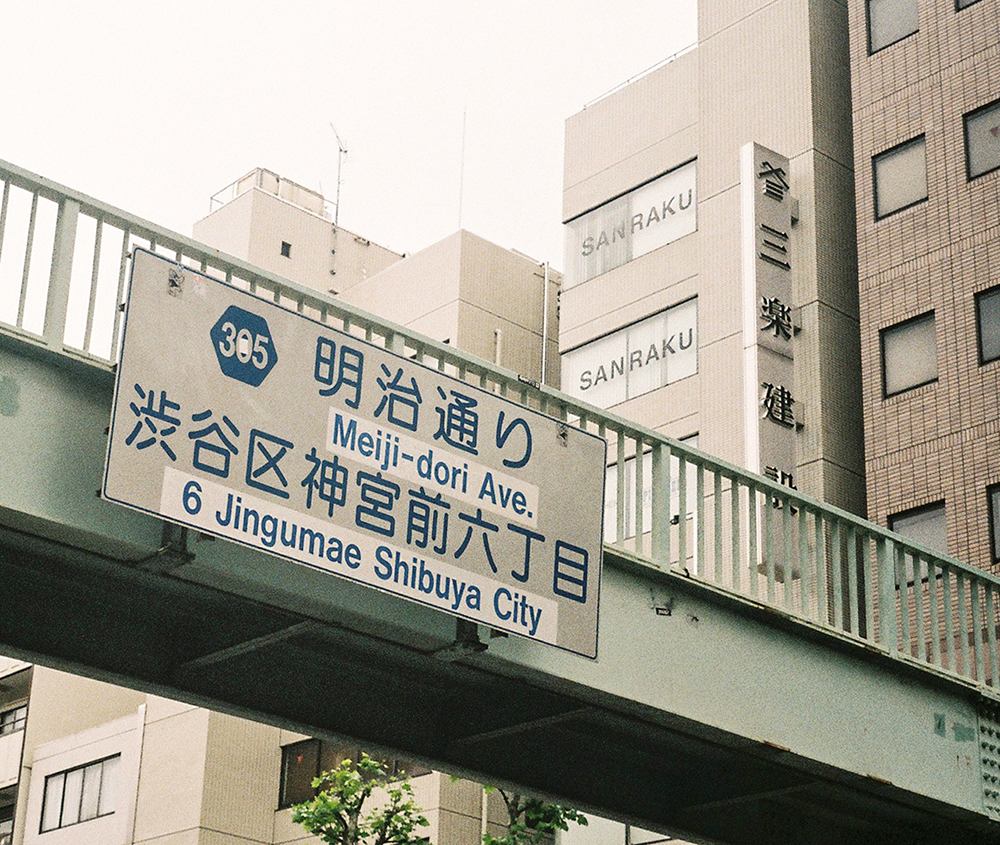 305
明治通り
Meiji-dori Ave.
渋谷区神宮前六丁目
6 Jingumae Shibuya City
SANRAKU
SANRAKU
三楽建設